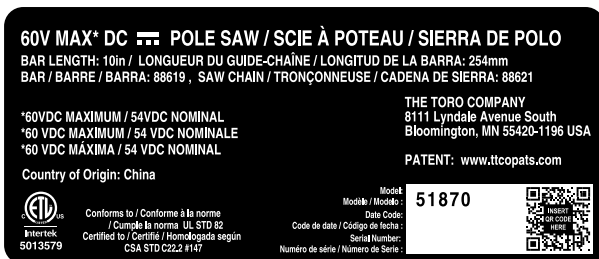 60V MAX* DC POLE SAW / SCIE À POTEAU / SIERRA DE POLO
BAR LENGTH: 10in / LONGUEUR DU GUIDE-CHAÎNE / LONGITUD DE LA BARRA: 254mm
BAR / BARRE / BARRA: 88619 , SAW CHAIN / TRONÇONNEUSE / CADENA DE SIERRA: 88621
*60VDC MAXIMUM / 54VDC NOMINAL
*60 VDC MAXIMUM / 54 VDC NOMINALE
*60 VDC MÁXIMA / 54 VDC NOMINAL
THE TORO COMPANY
8111 Lyndale Avenue South
Bloomington, MN 55420-1196 USA
PATENT: www.ttcopats.com
Country of Origin: China
C ETL US
Intertek
5013579
Conforms to / Conforme à la norme
/ Cumple la norma UL STD 82
Certified to / Certifié / Homologada según
CSA STD C22.2 #147
Model:
Modèle / Modelo :
Date Code:
Code de date / Código de fecha :
Serial Number:
Numéro de série / Número de Serie :
51870
INSERT
QR CODE
HERE